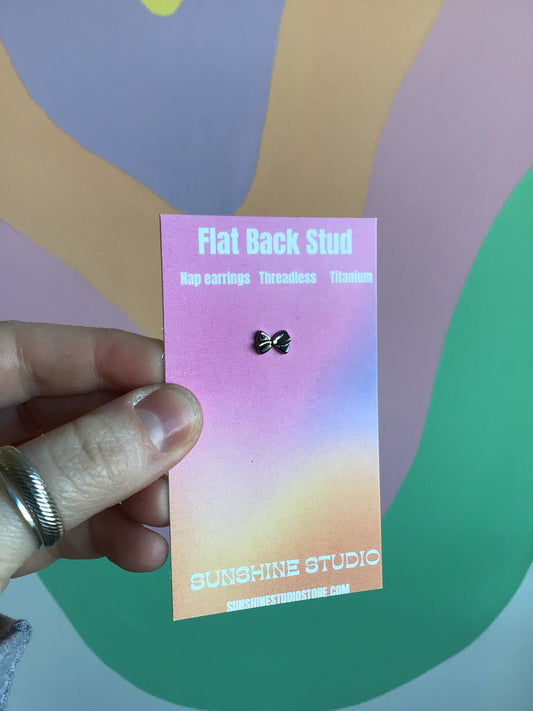 Flat Back Stud
Nap earrings Threadless Titanium
SUNSHINE STUDIO
SUNSHINESTUDIOSTORE.COM